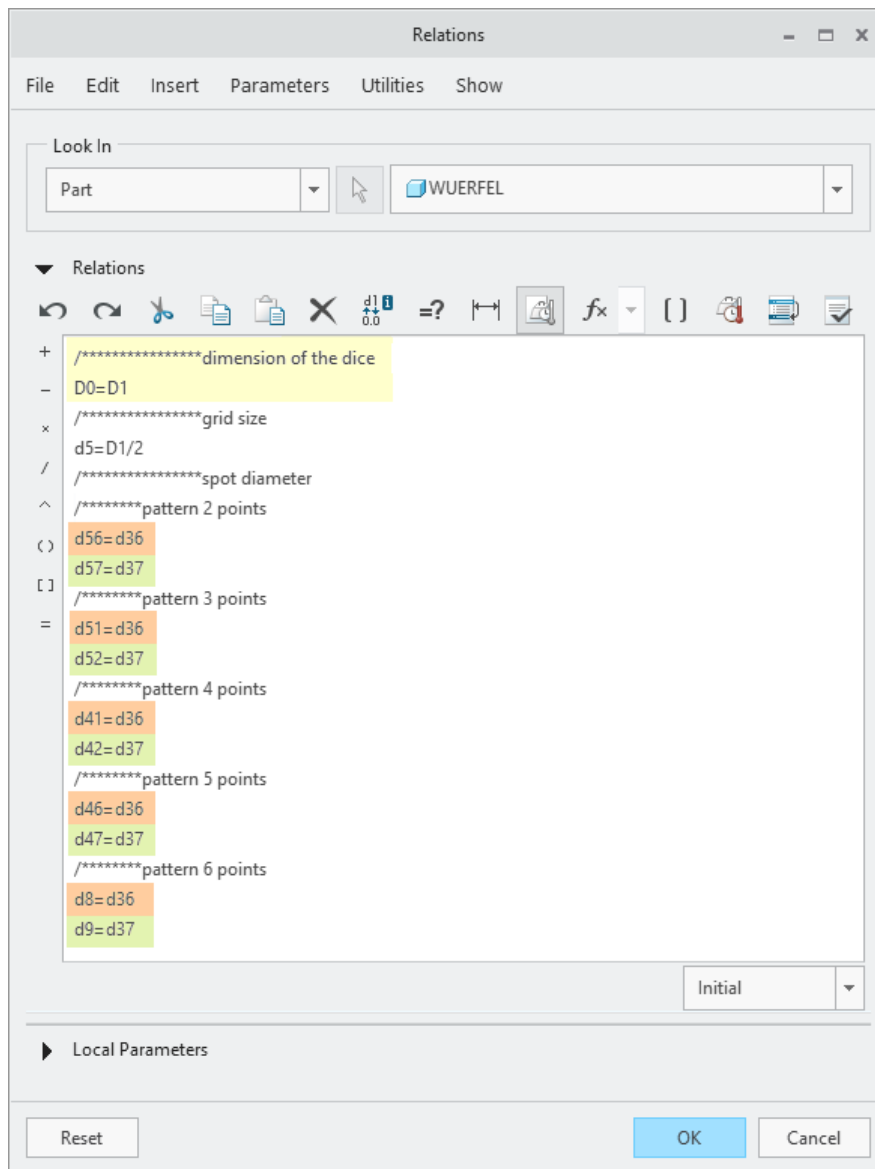 Relations
File Edit Insert Parameters Utilities Show
Look In
Part WUERFEL
Relations
/****************dimension of the dice
D0=D1
/****************grid size
d5=D1/2
/****************spot diameter
/********pattern 2 points
d56=d36
d57=d37
/********pattern 3 points
d51=d36
d52=d37
/********pattern 4 points
d41=d36
d42=d37
/********pattern 5 points
d46=d36
d47=d37
/********pattern 6 points
d8=d36
d9=d37
Initial
Local Parameters
Reset OK Cancel